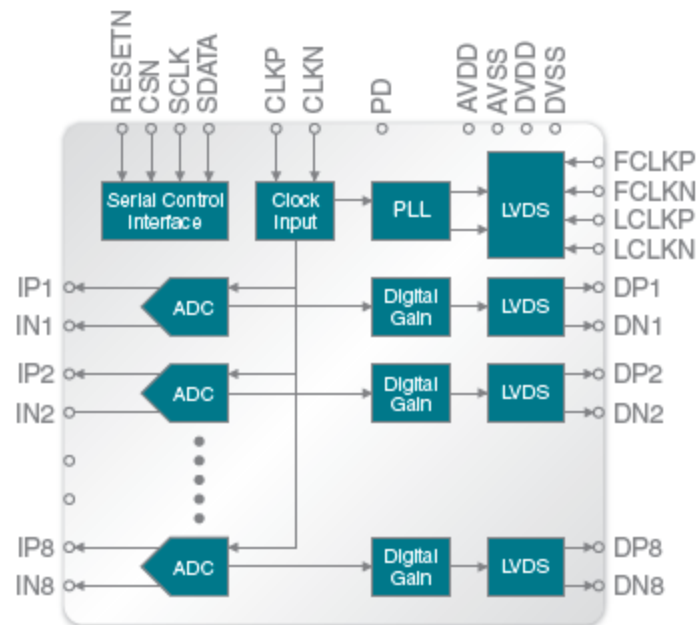 RESETN
CSN
SCLK
SDATA
CLKP
CLKN
PD
AVDD
AVSS
DVDD
DVSS
Serial Control
Interface
Clock
Input
PLL
LVDS
FCLKP
FCLKN
LCLKP
LCLKN
IP1
IN1
ADC
Digital
Gain
LVDS
DP1
DN1
IP2
IN2
ADC
Digital
Gain
LVDS
DP2
DN2
IP8
IN8
ADC
Digital
Gain
LVDS
DP8
DN8